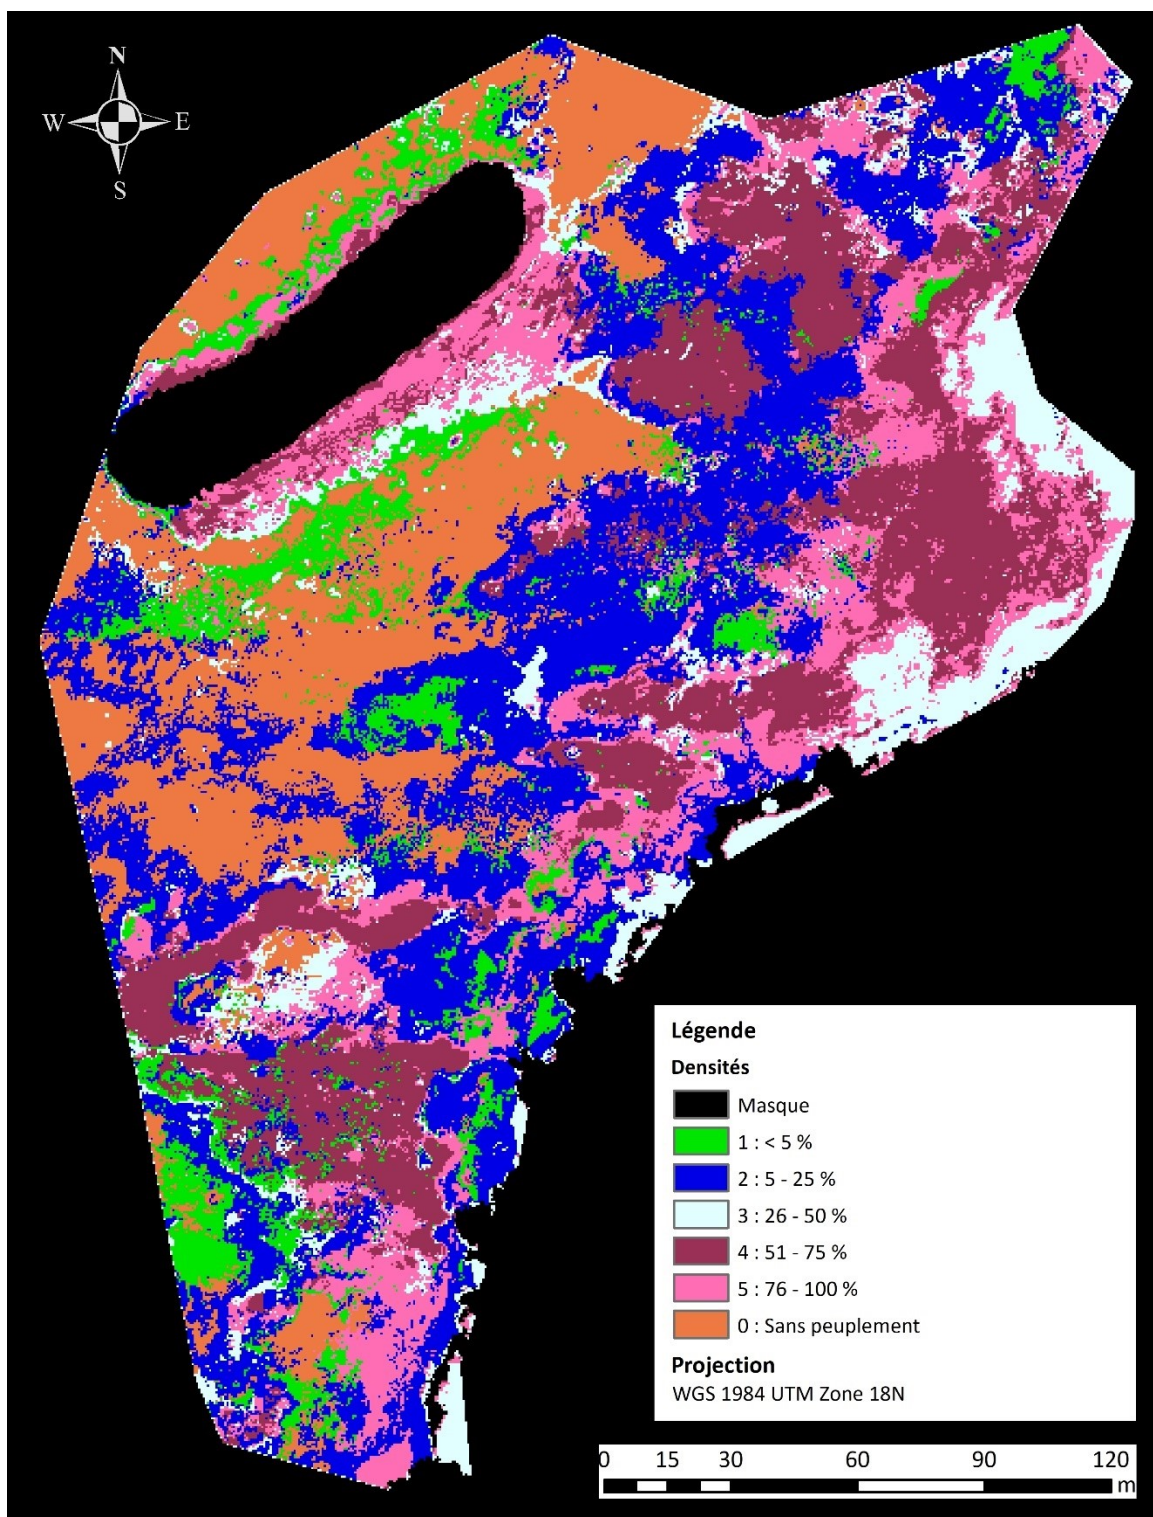 N
W E
S
Légende
Densités
Masque
1 : < 5 %
2 : 5 - 25 %
3 : 26 - 50 %
4 : 51 - 75 %
5 : 76 - 100 %
0 : Sans peuplement
Projection
WGS 1984 UTM Zone 18N
0 15 30 60 90 120
m